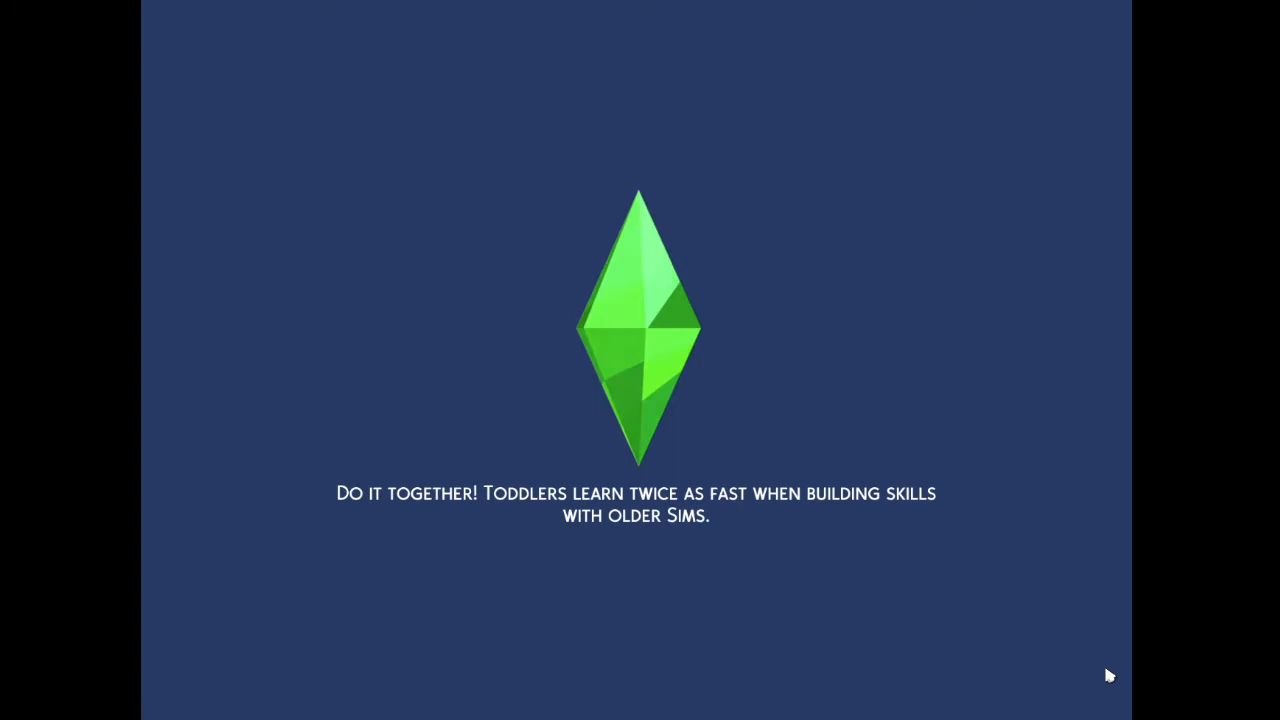 Do it together! Toddlers learn twice as fast when building skills
with older Sims.